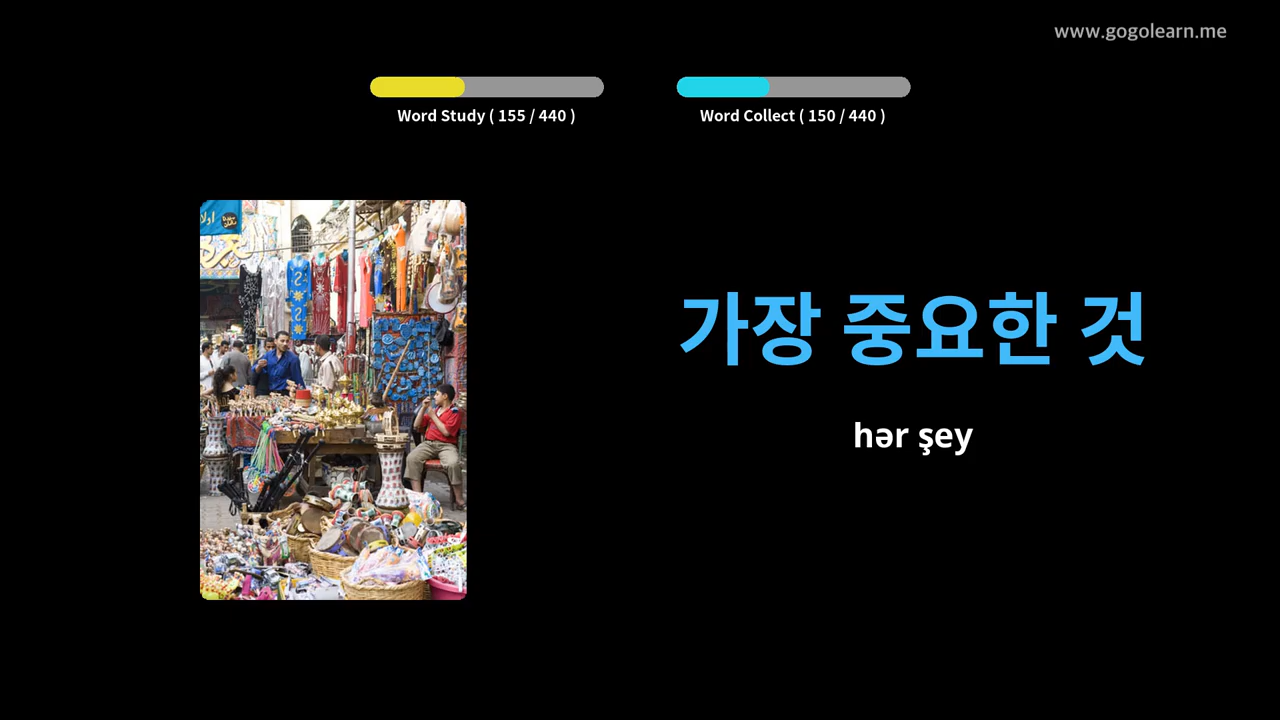 www.gogolearn.me
Word Study ( 155 / 440 )
Word Collect ( 150 / 440 )
가장 중요한 것
hər şey